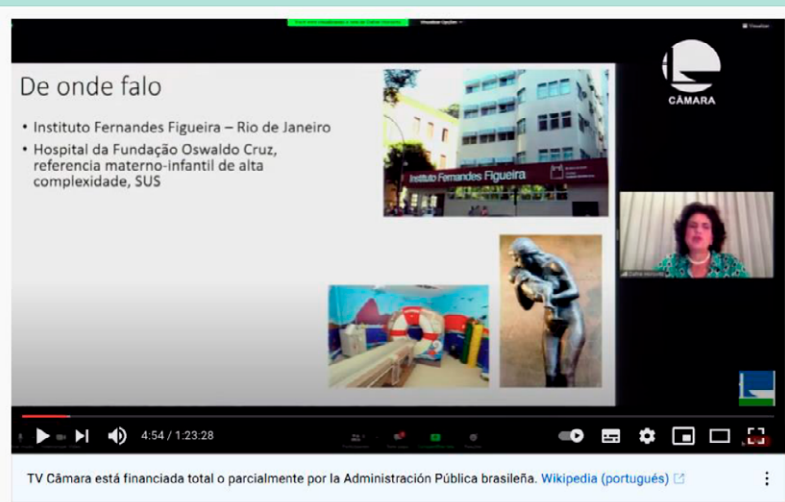 Visualizar
CÂMARA
De onde falo
• Instituto Fernandes Figueira – Rio de Janeiro
• Hospital da Fundação Oswaldo Cruz,
referencia materno-infantil de alta
complexidade, SUS
Instituto Fernandes Figueira
4:54 / 1:23:28
TV Câmara está financiada total o parcialmente por la Administración Pública brasileña. Wikipedia (portugués)